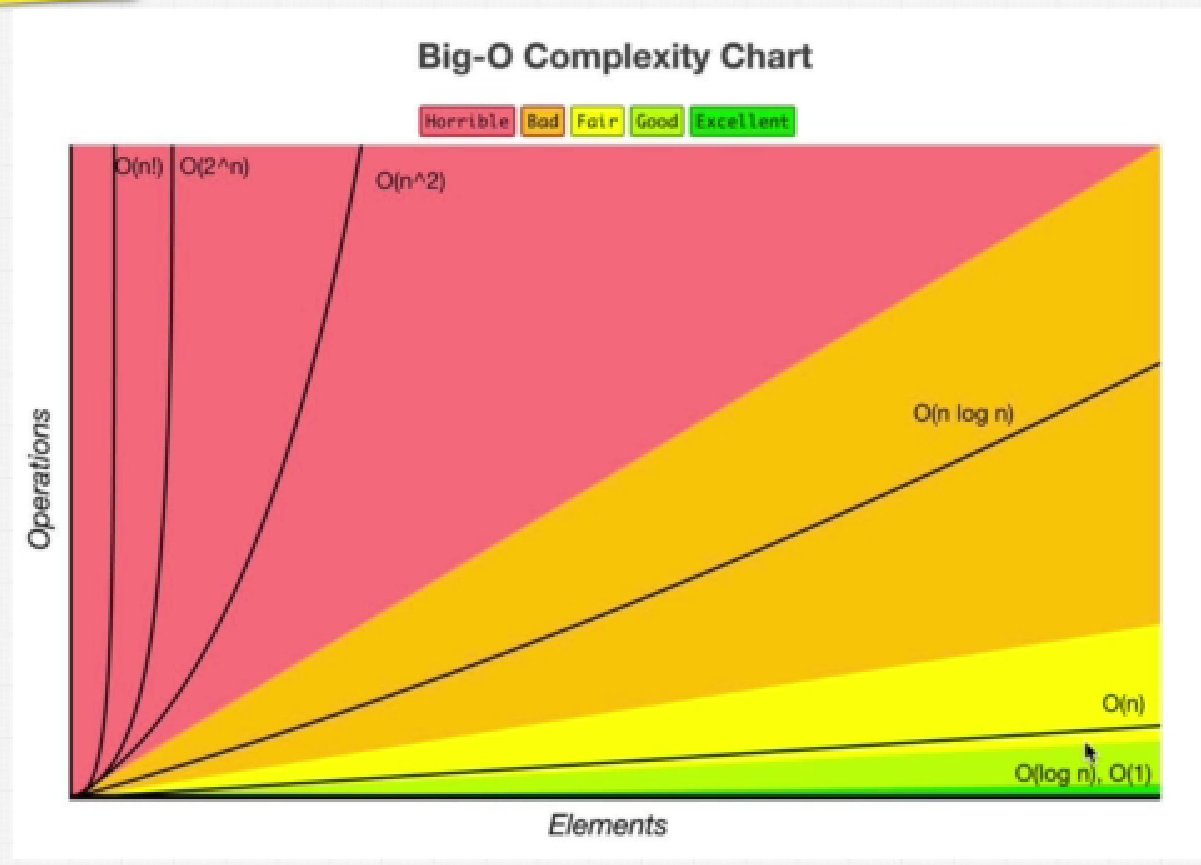 Big-O Complexity Chart
Horrible Bad Fair Good Excellent
O(n!) O(2^n)
O(n^2)
O(n log n)
O(n)
O(log n), O(1)
Operations
Elements